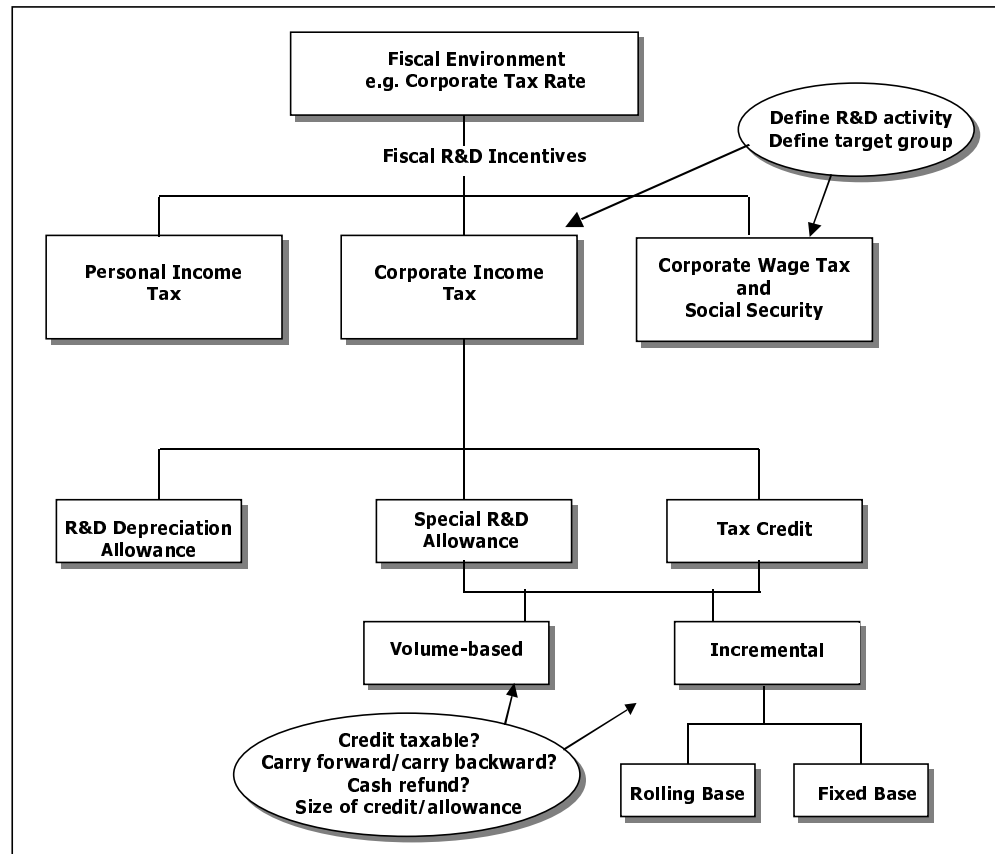 Fiscal Environment
e.g. Corporate Tax Rate
Define R&D activity
Define target group
Fiscal R&D Incentives
Personal Income
Tax
Corporate Income
Tax
Corporate Wage Tax
and
Social Security
R&D Depreciation
Allowance
Special R&D
Allowance
Tax Credit
Volume-based
Incremental
Credit taxable?
Carry forward/carry backward?
Cash refund?
Size of credit/allowance
Rolling Base
Fixed Base